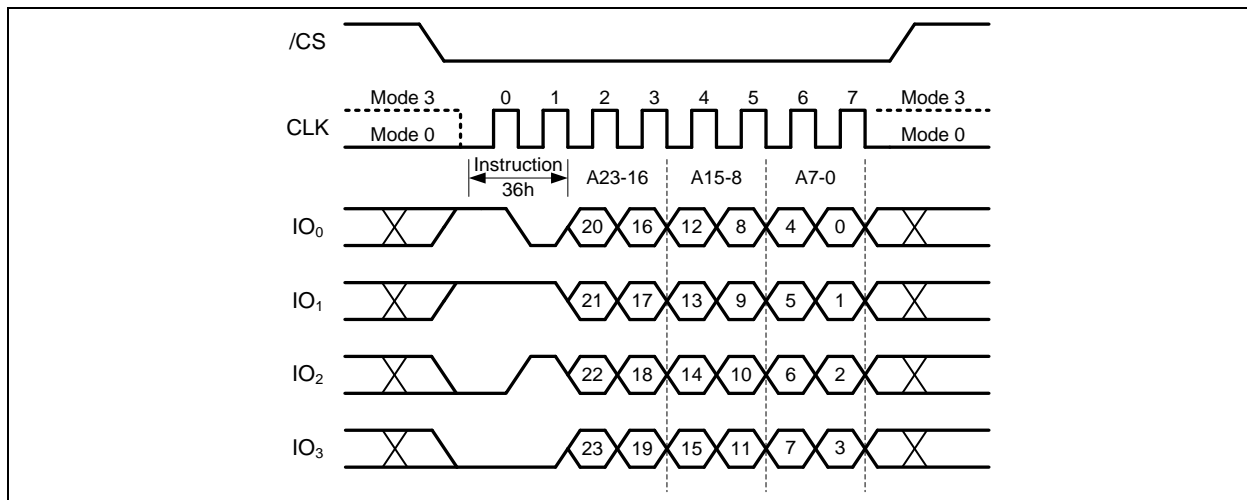 /CS
Mode 3 0 1 2 3 4 5 6 7 Mode 3
CLK
Mode 0 Mode 0
Instruction
36h
A23-16 A15-8 A7-0
IO₀ 20 16 12 8 4 0
IO₁ 21 17 13 9 5 1
IO₂ 22 18 14 10 6 2
IO₃ 23 19 15 11 7 3